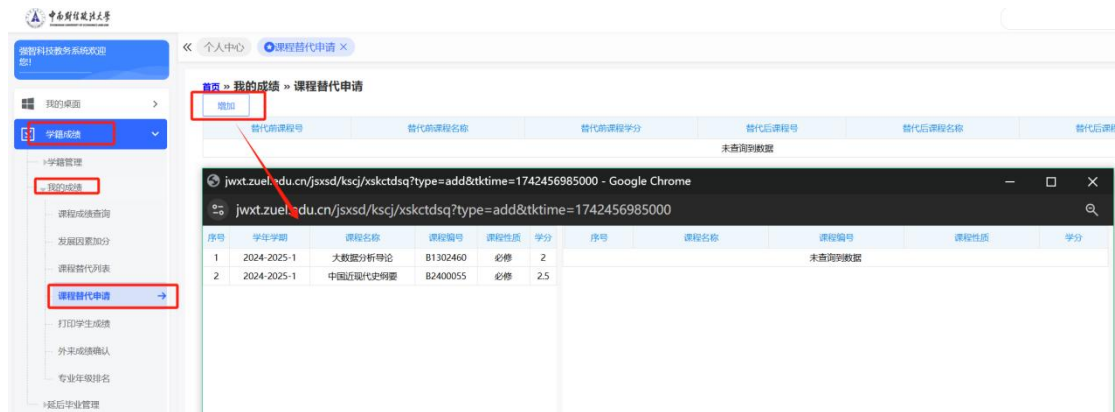 中南财经政法大学
强智科技教务系统欢迎
您!
个人中心
课程替代申请 ×
我的桌面
学籍成绩
学籍管理
我的成绩
课程成绩查询
发展因素加分
课程替代列表
课程替代申请
打印学生成绩
外来成绩确认
专业年级排名
延后毕业管理
首页 » 我的成绩 » 课程替代申请
增加
替代前课程号 替代前课程名称 替代前课程学分 替代后课程号 替代后课程名称 替代后课程
未查询到数据
jwxt.zuel.edu.cn/jsxsd/kscj/xskctdsq?type=add&tktime=1742456985000 - Google Chrome
jwxt.zuel.edu.cn/jsxsd/kscj/xskctdsq?type=add&tktime=1742456985000
序号 学年学期 课程名称 课程编号 课程性质 学分 序号 课程名称 课程编号 课程性质 学分
1 2024-2025-1 大数据分析导论 B1302460 必修 2 未查询到数据
2 2024-2025-1 中国近现代史纲要 B2400055 必修 2.5